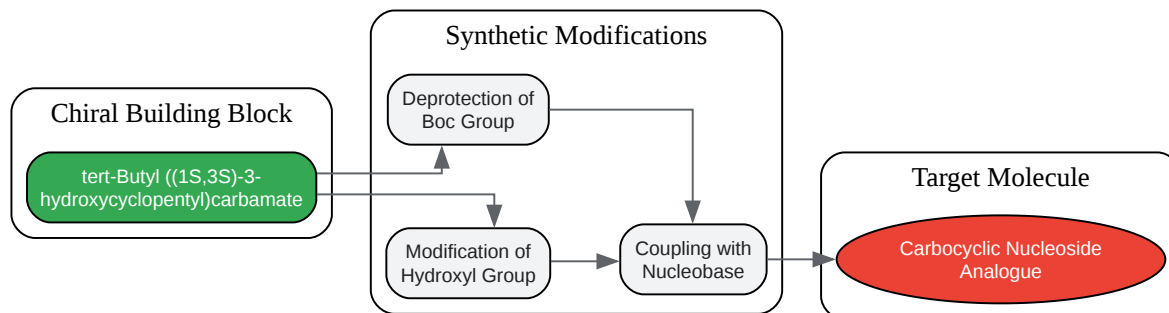 Synthetic Modifications
Chiral Building Block
Deprotection of
Boc Group
tert-Butyl ((1S,3S)-3-
hydroxycyclopentyl)carbamate
Modification of
Hydroxyl Group
Coupling with
Nucleobase
Target Molecule
Carbocyclic Nucleoside
Analogue